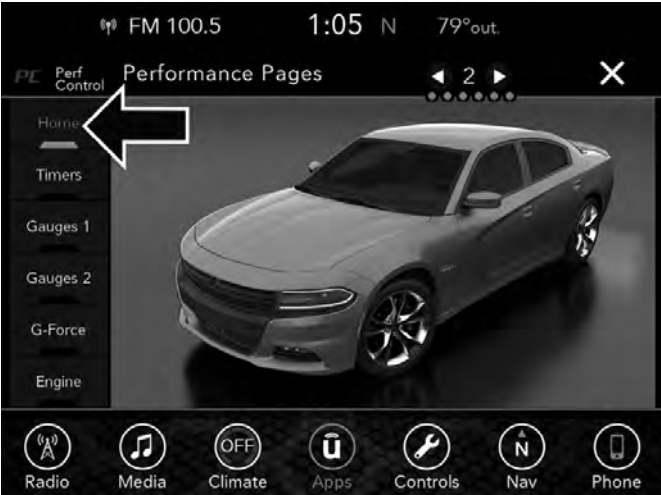 FM 100.5 1:05 N 79°out.
PC Perf Control Performance Pages 2
Home
Timers
Gauges 1
Gauges 2
G-Force
Engine
OFF û N
Radio Media Climate Apps Controls Nav Phone